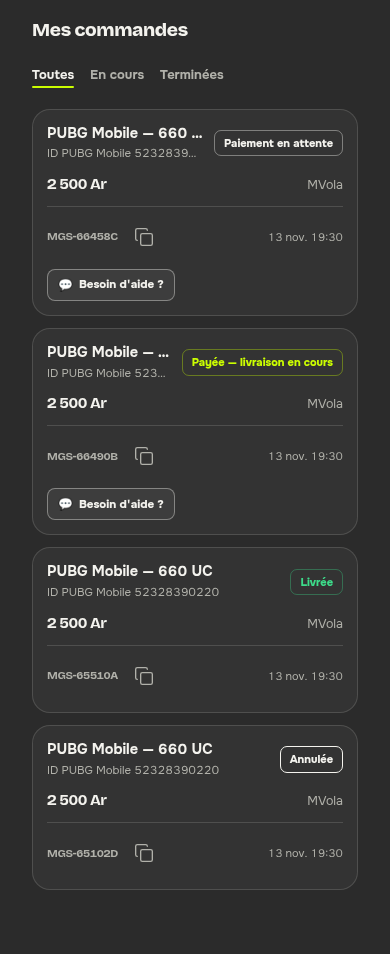 Mes commandes
Toutes En cours Terminées
PUBG Mobile — 660 ...
Paiement en attente
ID PUBG Mobile 5232839...
2 500 Ar
MVola
MGS-66458C
13 nov. 19:30
💬 Besoin d'aide ?
PUBG Mobile — ...
Payée — livraison en cours
ID PUBG Mobile 523...
2 500 Ar
MVola
MGS-66490B
13 nov. 19:30
💬 Besoin d'aide ?
PUBG Mobile — 660 UC
Livrée
ID PUBG Mobile 52328390220
2 500 Ar
MVola
MGS-65510A
13 nov. 19:30
PUBG Mobile — 660 UC
Annulée
ID PUBG Mobile 52328390220
2 500 Ar
MVola
MGS-65102D
13 nov. 19:30